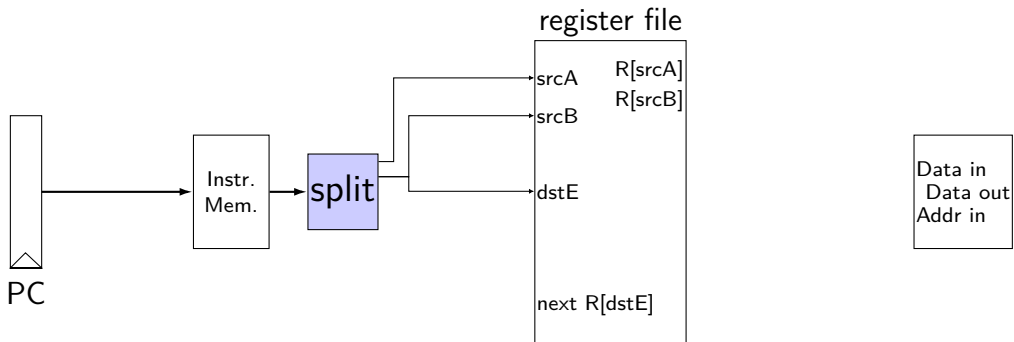 register file
srcA
R[srcA]
R[srcB]
srcB
Instr.
Mem.
split
dstE
next R[dstE]
Data in
Data out
Addr in
PC